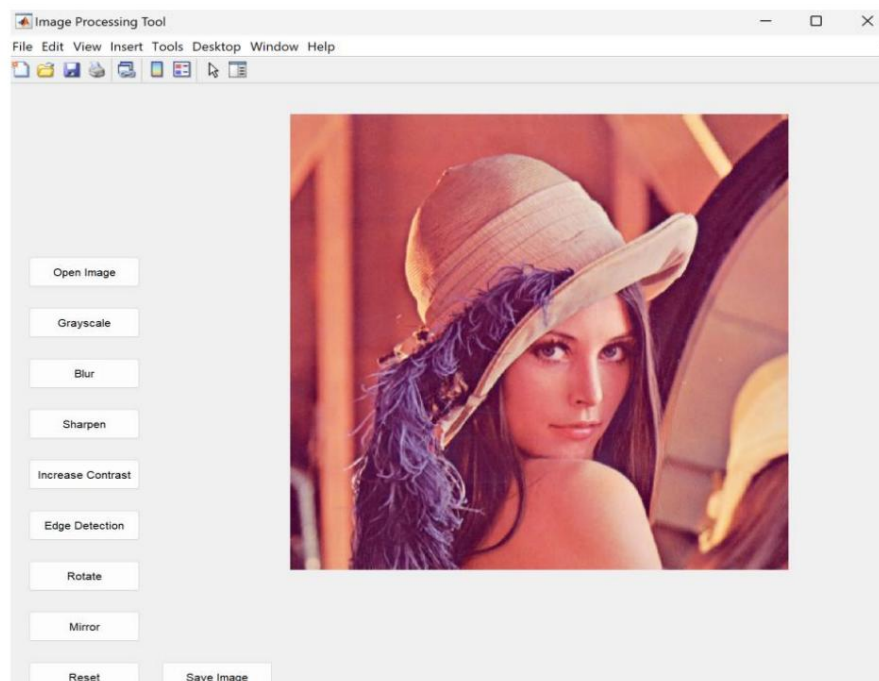 Image Processing Tool
File Edit View Insert Tools Desktop Window Help
Open Image
Grayscale
Blur
Sharpen
Increase Contrast
Edge Detection
Rotate
Mirror
Reset Save Image